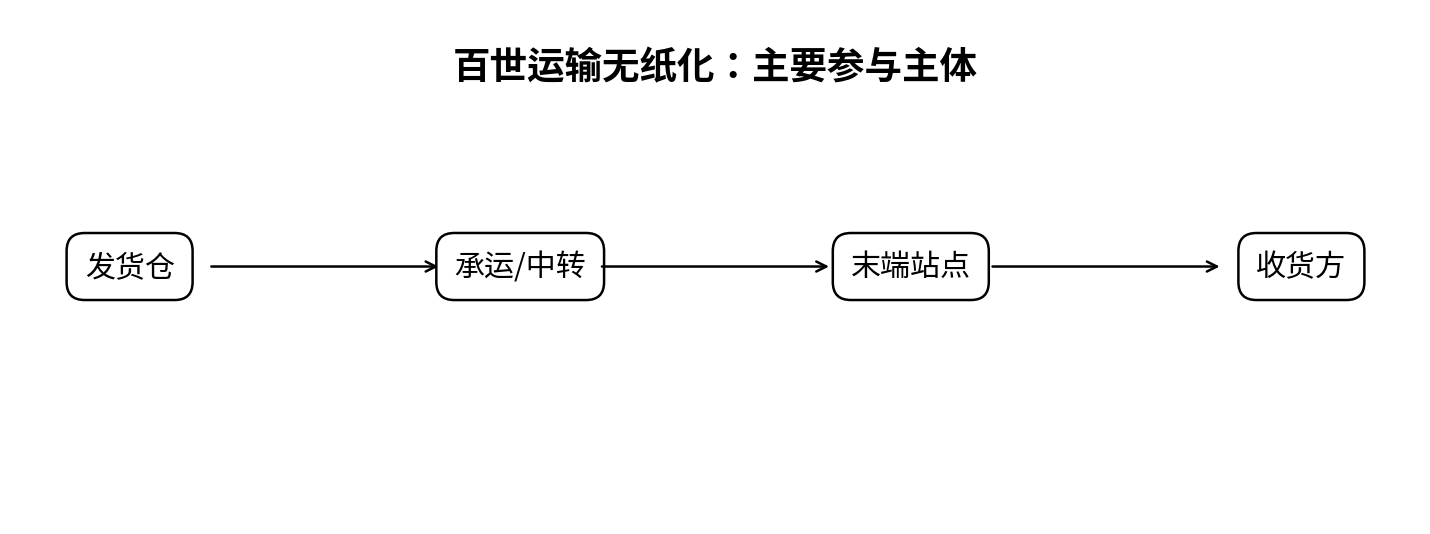 百世运输无纸化：主要参与主体
发货仓
承运/中转
末端站点
收货方